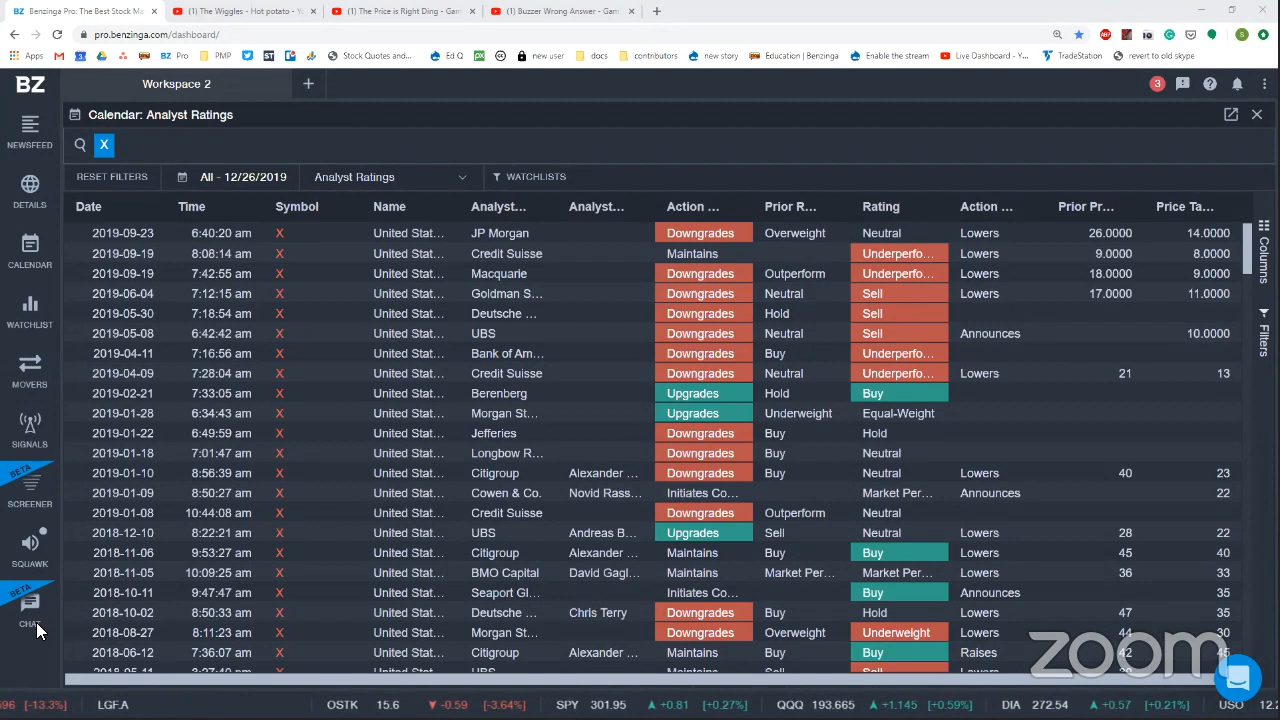 Benzinga Pro: The Best Stock Ma
(1) The Wiggles - Hot potato - Yo
(1) The Price is Right Ding - Gam
(1) Buzzer Wrong Answer - Gam
pro.benzinga.com/dashboard/
Apps
Pro
PMP
Stock Quotes and
Ed Q
new user
docs
contributors
new story
Education | Benzinga
Enable the stream
Live Dashboard - Y...
TradeStation
revert to old skype
BZ
Workspace 2
3
Calendar: Analyst Ratings
X
RESET FILTERS All - 12/26/2019 Analyst Ratings WATCHLISTS
NEWSFEED
DETAILS
CALENDAR
WATCHLIST
MOVERS
SIGNALS
BETA
SCREENER
SQUAWK
BETA
Date Time Symbol Name Analyst... Analyst... Action ... Prior R... Rating Action ... Prior Pr... Price Ta...
2019-09-23 6:40:20 am X United Stat... JP Morgan Downgrades Overweight Neutral Lowers 26.0000 14.0000
2019-09-19 8:08:14 am X United Stat... Credit Suisse Maintains Underperfo... Lowers 9.0000 8.0000
2019-09-19 7:42:55 am X United Stat... Macquarie Downgrades Outperform Underperfo... Lowers 18.0000 9.0000
2019-06-04 7:12:15 am X United Stat... Goldman S... Downgrades Neutral Sell Lowers 17.0000 11.0000
2019-05-30 7:18:54 am X United Stat... Deutsche ... Downgrades Hold Sell
2019-05-08 6:42:42 am X United Stat... UBS Downgrades Neutral Sell Announces 10.0000
2019-04-11 7:16:56 am X United Stat... Bank of Am... Downgrades Buy Underperfo...
2019-04-09 7:28:04 am X United Stat... Credit Suisse Downgrades Neutral Underperfo... Lowers 21 13
2019-02-21 7:33:05 am X United Stat... Berenberg Upgrades Hold Buy
2019-01-28 6:34:43 am X United Stat... Morgan St... Upgrades Underweight Equal-Weight
2019-01-22 6:49:59 am X United Stat... Jefferies Downgrades Buy Hold
2019-01-18 7:01:47 am X United Stat... Longbow R... Downgrades Buy Neutral
2019-01-10 8:56:39 am X United Stat... Citigroup Alexander ... Downgrades Buy Neutral Lowers 40 23
2019-01-09 8:50:27 am X United Stat... Cowen & Co. Novid Rass... Initiates Co... Market Per... Announces 22
2019-01-08 10:44:08 am X United Stat... Credit Suisse Downgrades Outperform Neutral
2018-12-10 8:22:21 am X United Stat... UBS Andreas B... Upgrades Sell Neutral Lowers 28 22
2018-11-06 9:53:27 am X United Stat... Citigroup Alexander ... Maintains Buy Buy Lowers 45 40
2018-11-05 10:09:25 am X United Stat... BMO Capital David Gagl... Maintains Market Per... Market Per... Lowers 36 33
2018-10-11 9:47:47 am X United Stat... Seaport Gl... Initiates Co... Buy Announces 35
2018-10-02 8:50:33 am X United Stat... Deutsche ... Chris Terry Downgrades Buy Hold Lowers 47 35
2018-08-27 8:11:23 am X United Stat... Morgan St... Downgrades Overweight Underweight Lowers 44 30
2018-06-12 7:36:07 am X United Stat... Citigroup Alexander ... Maintains Buy Buy Raises 42 45
Columns
Filters
zoom
696 [-13.3%] LGF.A OSTK 15.6 -0.59 [-3.64%] SPY 301.95 +0.81 [+0.27%] QQQ 193.665 +1.145 [+0.59%] DIA 272.54 +0.57 [+0.21%] USO 12.